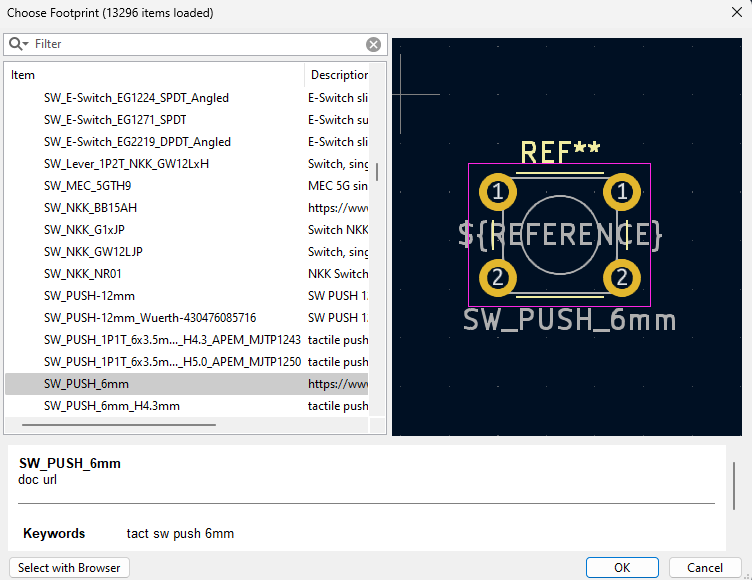 Choose Footprint (13296 items loaded)
Filter
Item Description
SW_E-Switch_EG1224_SPDT_Angled E-Switch sli
SW_E-Switch_EG1271_SPDT E-Switch su
SW_E-Switch_EG2219_DPDT_Angled E-Switch sli
SW_Lever_1P2T_NKK_GW12LxH Switch, sing
SW_MEC_5GTH9 MEC 5G sin
SW_NKK_BB15AH https://ww
SW_NKK_G1xJP Switch NKK
SW_NKK_GW12LJP Switch, sing
SW_NKK_NR01 NKK Switch
SW_PUSH-12mm SW PUSH 1
SW_PUSH-12mm_Wuerth-430476085716 SW PUSH 1
SW_PUSH_1P1T_6x3.5m..._H4.3_APEM_MJTP1243 tactile push
SW_PUSH_1P1T_6x3.5m..._H5.0_APEM_MJTP1250 tactile push
SW_PUSH_6mm https://ww
SW_PUSH_6mm_H4.3mm tactile push
REF**
1 1
${REFERENCE}
2 2
SW_PUSH_6mm
SW_PUSH_6mm
doc url
Keywords tact sw push 6mm
Select with Browser OK Cancel